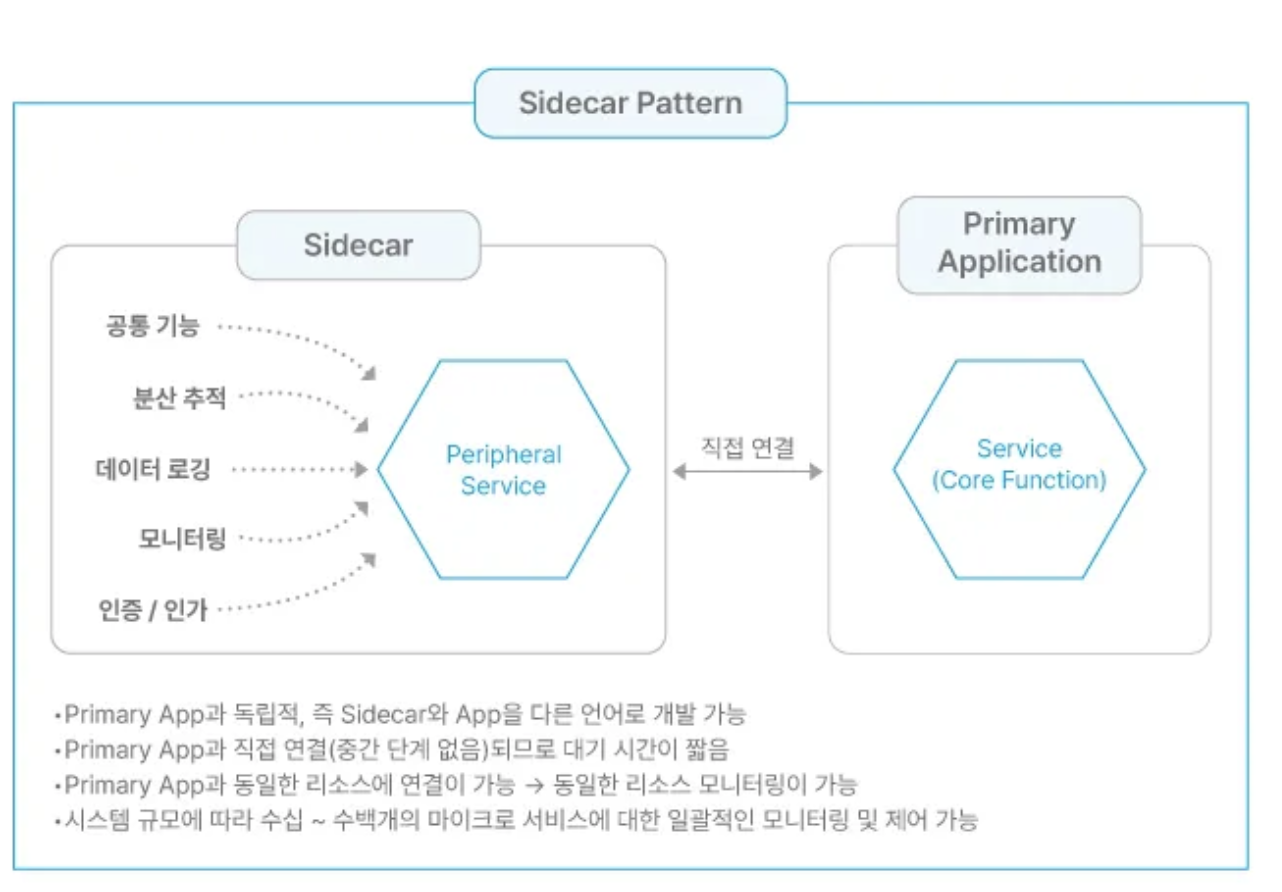 Sidecar Pattern
Sidecar
Primary
Application
공통 기능
분산 추적
데이터 로깅
모니터링
인증 / 인가
Peripheral
Service
직접 연결
Service
(Core Function)
•Primary App과 독립적, 즉 Sidecar와 App을 다른 언어로 개발 가능
•Primary App과 직접 연결(중간 단계 없음)되므로 대기 시간이 짧음
•Primary App과 동일한 리소스에 연결이 가능 → 동일한 리소스 모니터링이 가능
•시스템 규모에 따라 수십 ~ 수백개의 마이크로 서비스에 대한 일괄적인 모니터링 및 제어 가능